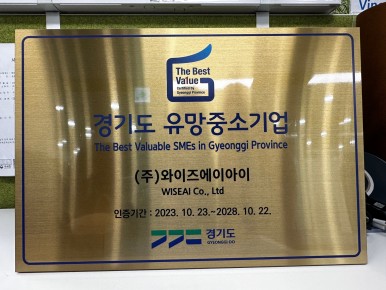 The Best
Value
Certified by
Gyeonggi Province
경기도 유망중소기업
The Best Valuable SMEs in Gyeonggi Province
(주)와이즈에이아이
WISEAI Co., Ltd
인증기간 : 2023. 10. 23.~2028. 10. 22.
경기도
GYEONGGI-DO